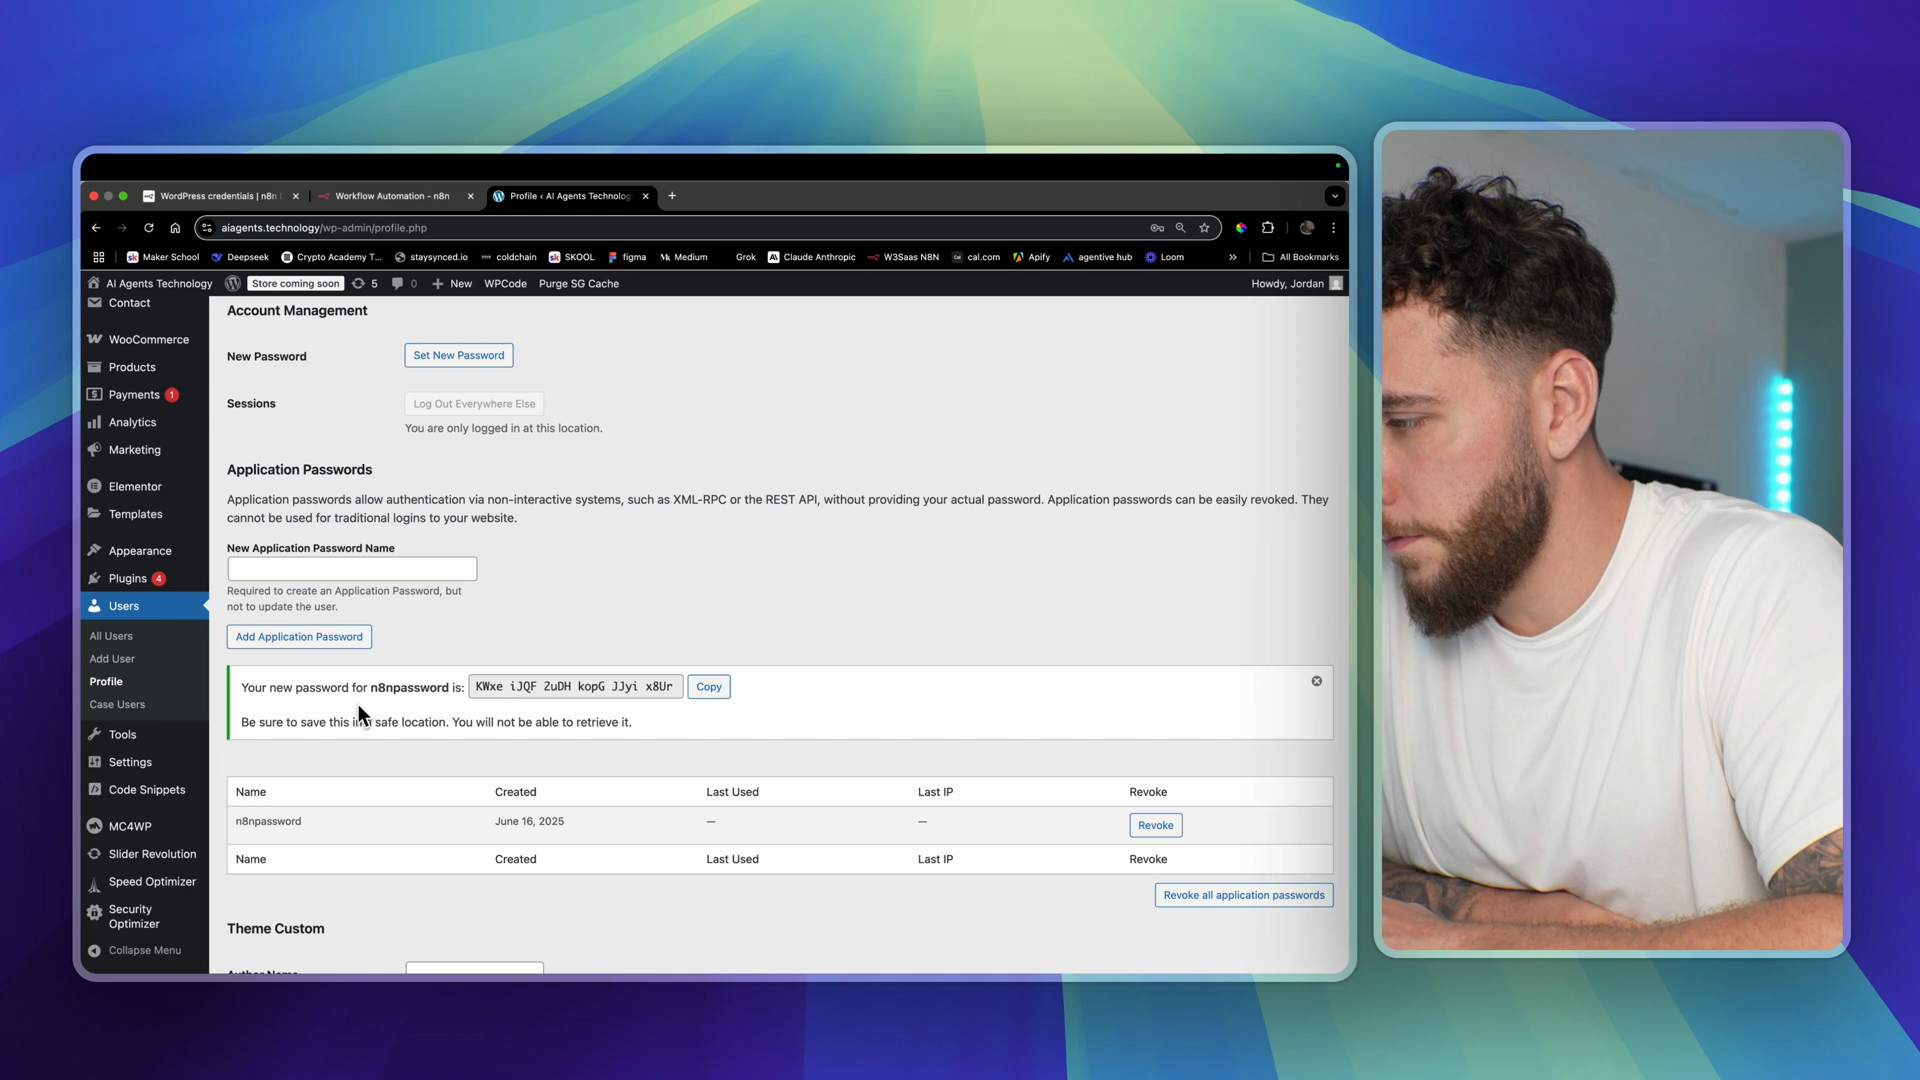 WordPress credentials | n8n
Workflow Automation - n8n
Profile ‹ AI Agents Technolog
aiagents.technology/wp-admin/profile.php
Maker School
Deepseek
Crypto Academy T...
staysynced.io
coldchain
SKOOL
figma
Medium
Grok
Claude Anthropic
W3Saas N8N
cal.com
Apify
agentive hub
Loom
All Bookmarks
AI Agents Technology
Store coming soon
5
0
New
WPCode
Purge SG Cache
Howdy, Jordan
Contact
WooCommerce
Products
Payments 1
Analytics
Marketing
Elementor
Templates
Appearance
Plugins 4
Users
All Users
Add User
Profile
Case Users
Tools
Settings
Code Snippets
MC4WP
Slider Revolution
Speed Optimizer
Security
Optimizer
Collapse Menu
Account Management
New Password
Set New Password
Sessions
Log Out Everywhere Else
You are only logged in at this location.
Application Passwords
Application passwords allow authentication via non-interactive systems, such as XML-RPC or the REST API, without providing your actual password. Application passwords can be easily revoked. They
cannot be used for traditional logins to your website.
New Application Password Name
Required to create an Application Password, but
not to update the user.
Add Application Password
Your new password for n8npassword is: KWxe iJQF 2uDH kopG JJyi x8Ur Copy
Be sure to save this in safe location. You will not be able to retrieve it.
Name Created Last Used Last IP Revoke
n8npassword June 16, 2025 — — Revoke
Name Created Last Used Last IP Revoke
Revoke all application passwords
Theme Custom
Author Name